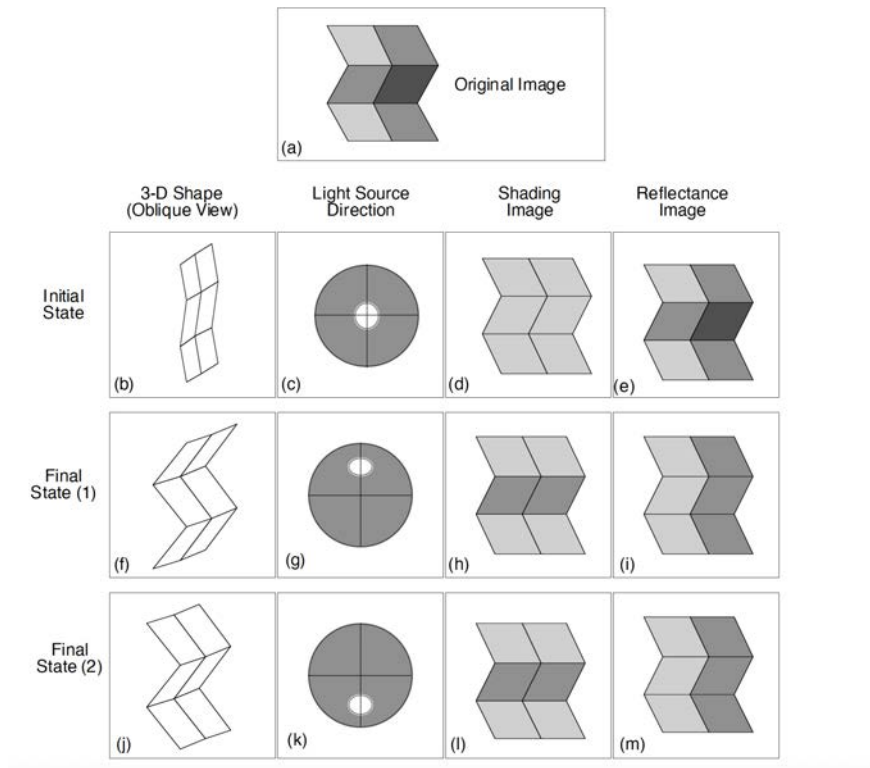 Original Image
(a)
3-D Shape
(Oblique View)
Light Source
Direction
Shading
Image
Reflectance
Image
Initial
State
(b)
(c)
(d)
(e)
Final
State (1)
(f)
(g)
(h)
(i)
Final
State (2)
(j)
(k)
(l)
(m)